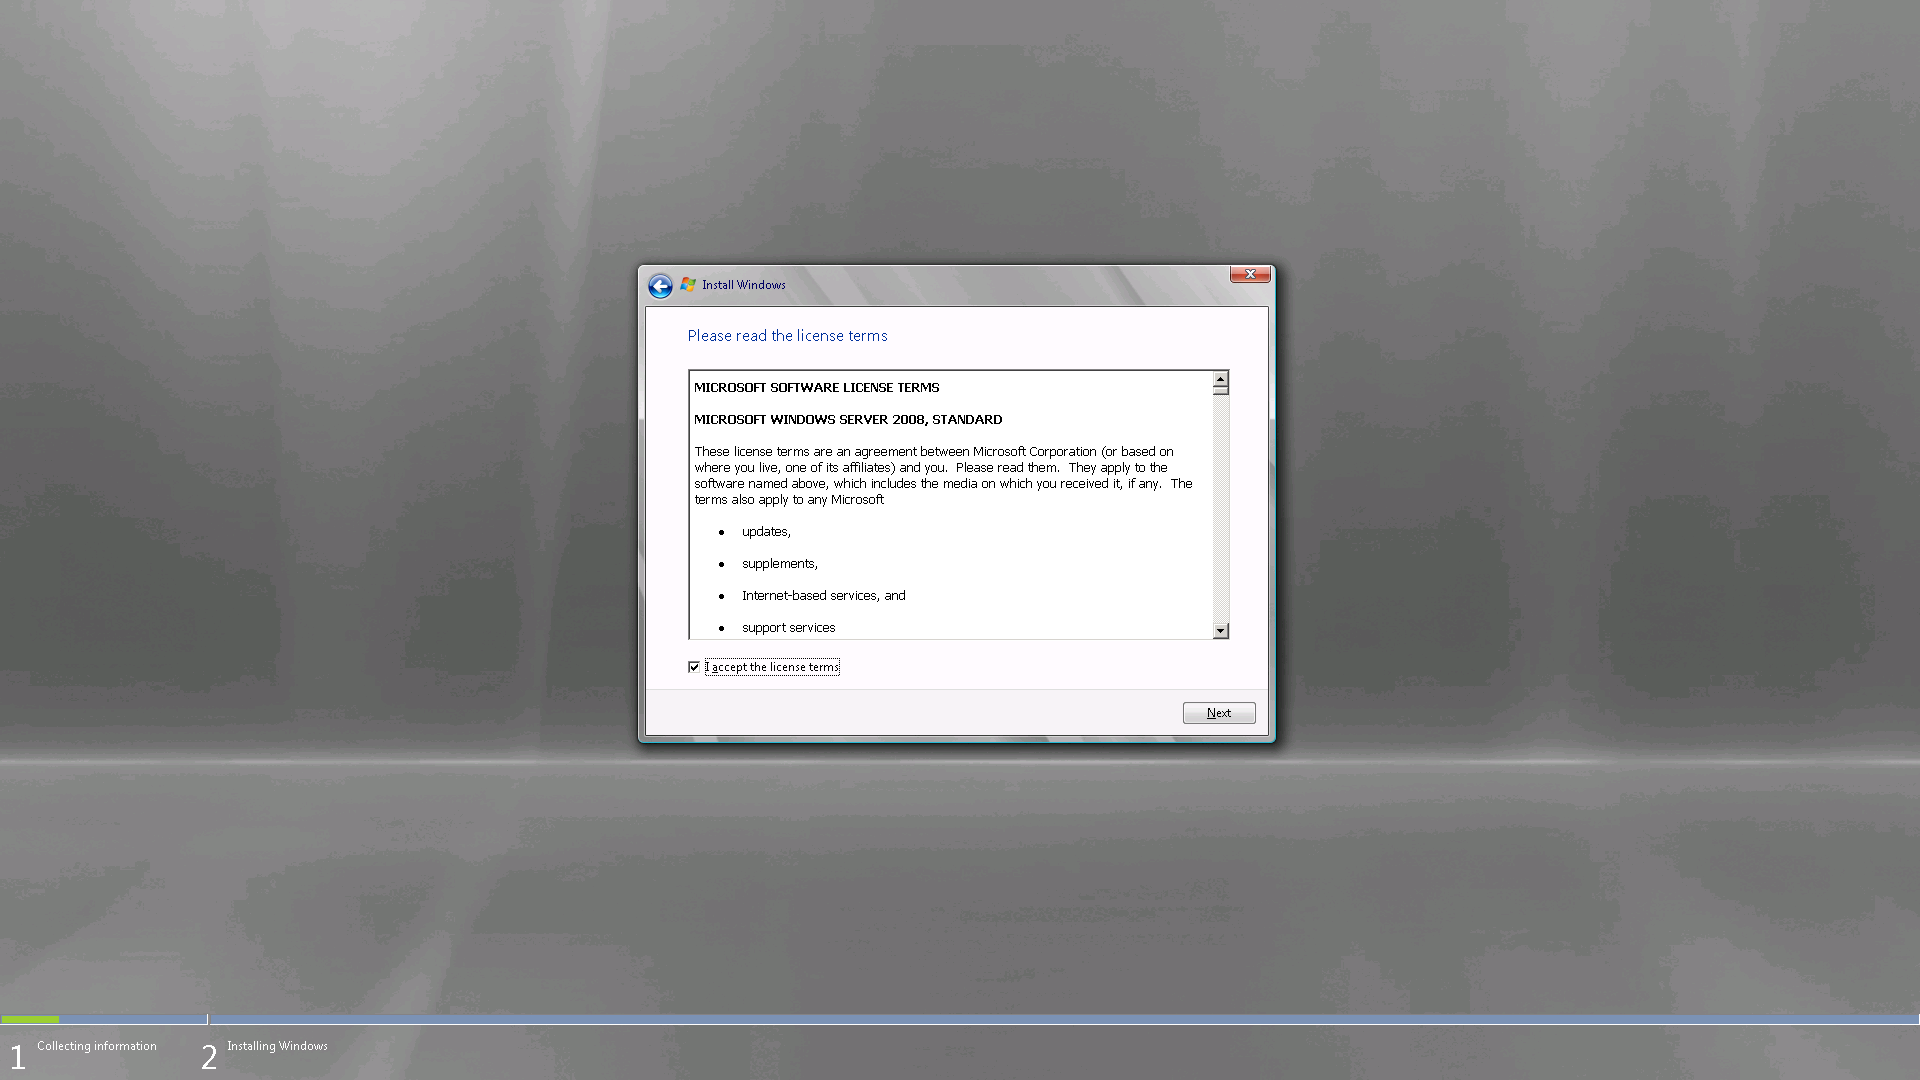 Install Windows
Please read the license terms
MICROSOFT SOFTWARE LICENSE TERMS
MICROSOFT WINDOWS SERVER 2008, STANDARD
These license terms are an agreement between Microsoft Corporation (or based on
where you live, one of its affiliates) and you.  Please read them.  They apply to the
software named above, which includes the media on which you received it, if any.  The
terms also apply to any Microsoft
• updates,
• supplements,
• Internet-based services, and
• support services
I accept the license terms
Next
1 Collecting information
2 Installing Windows